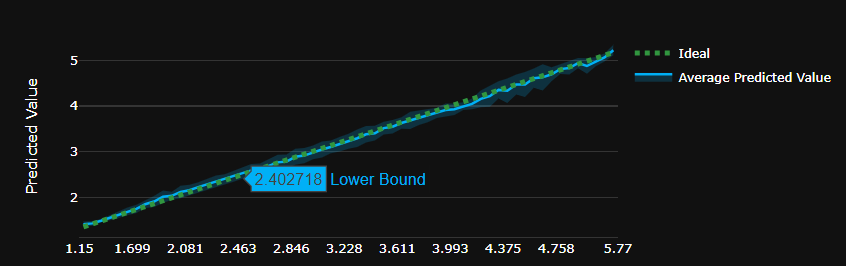 Ideal
Average Predicted Value
Predicted Value
5
4
3
2
2.402718 Lower Bound
1.15 1.699 2.081 2.463 2.846 3.228 3.611 3.993 4.375 4.758 5.77